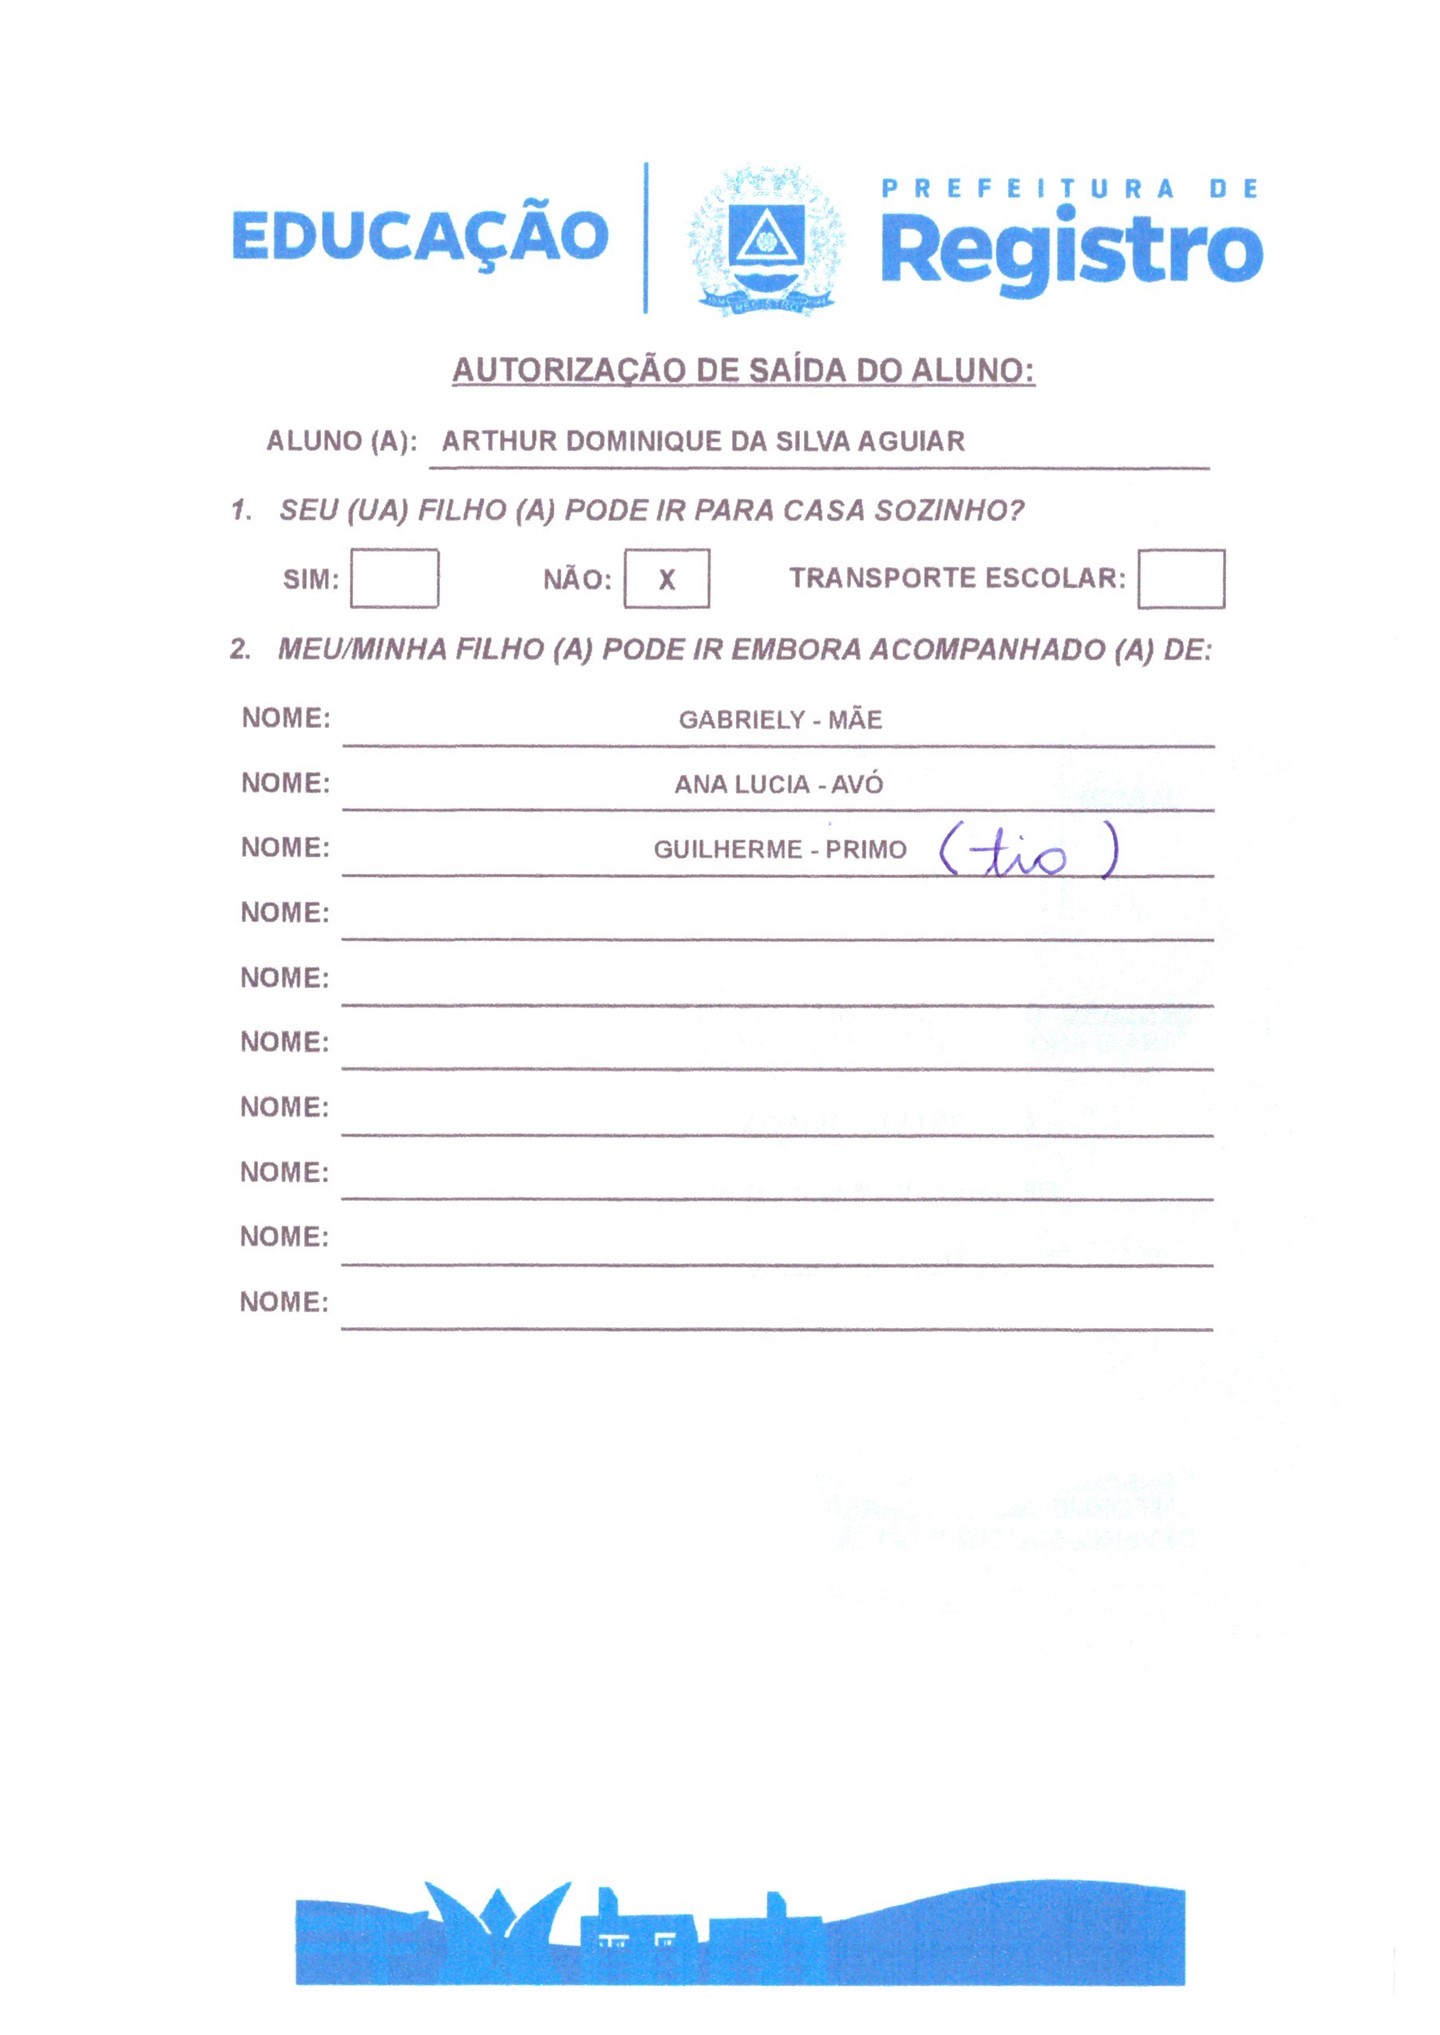 EDUCAÇÃO
PREFEITURA DE
Registro
REGISTRO
AUTORIZAÇÃO DE SAÍDA DO ALUNO:
ALUNO (A): ARTHUR DOMINIQUE DA SILVA AGUIAR
1. SEU (UA) FILHO (A) PODE IR PARA CASA SOZINHO?
SIM: NÃO: X TRANSPORTE ESCOLAR:
2. MEU/MINHA FILHO (A) PODE IR EMBORA ACOMPANHADO (A) DE:
NOME: GABRIELY - MÃE
NOME: ANA LUCIA - AVÓ
NOME: GUILHERME - PRIMO (tio)
NOME:
NOME:
NOME:
NOME:
NOME:
NOME:
NOME: